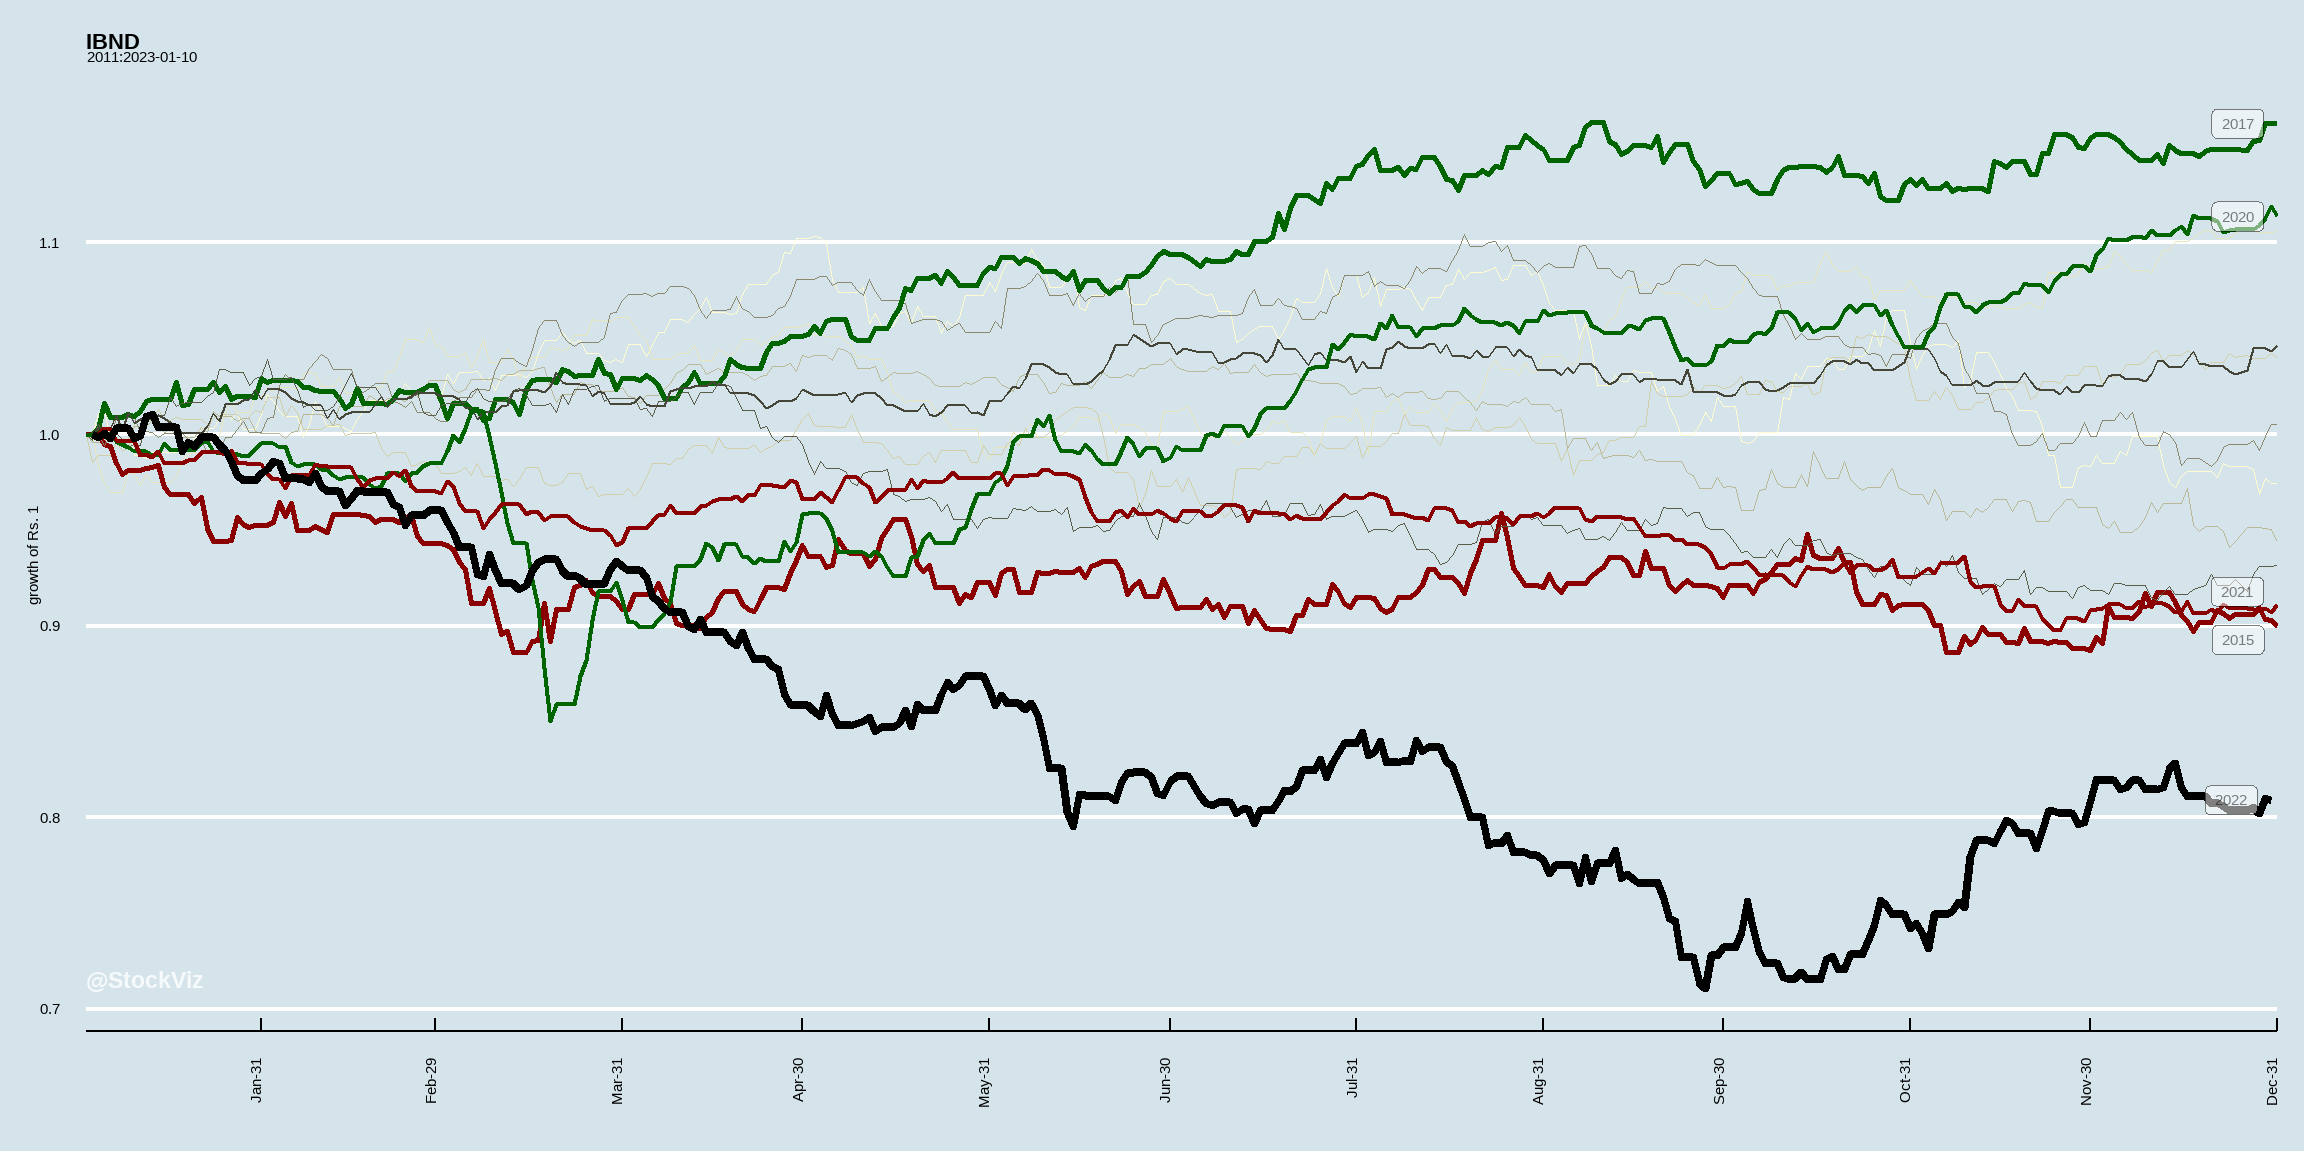 IBND
2011:2023-01-10
2017
2020
1.1
1.0
growth of Rs. 1
2021
0.9
2015
2022
0.8
@StockViz
0.7
Jan-31
Feb-29
Mar-31
Apr-30
May-31
Jun-30
Jul-31
Aug-31
Sep-30
Oct-31
Nov-30
Dec-31